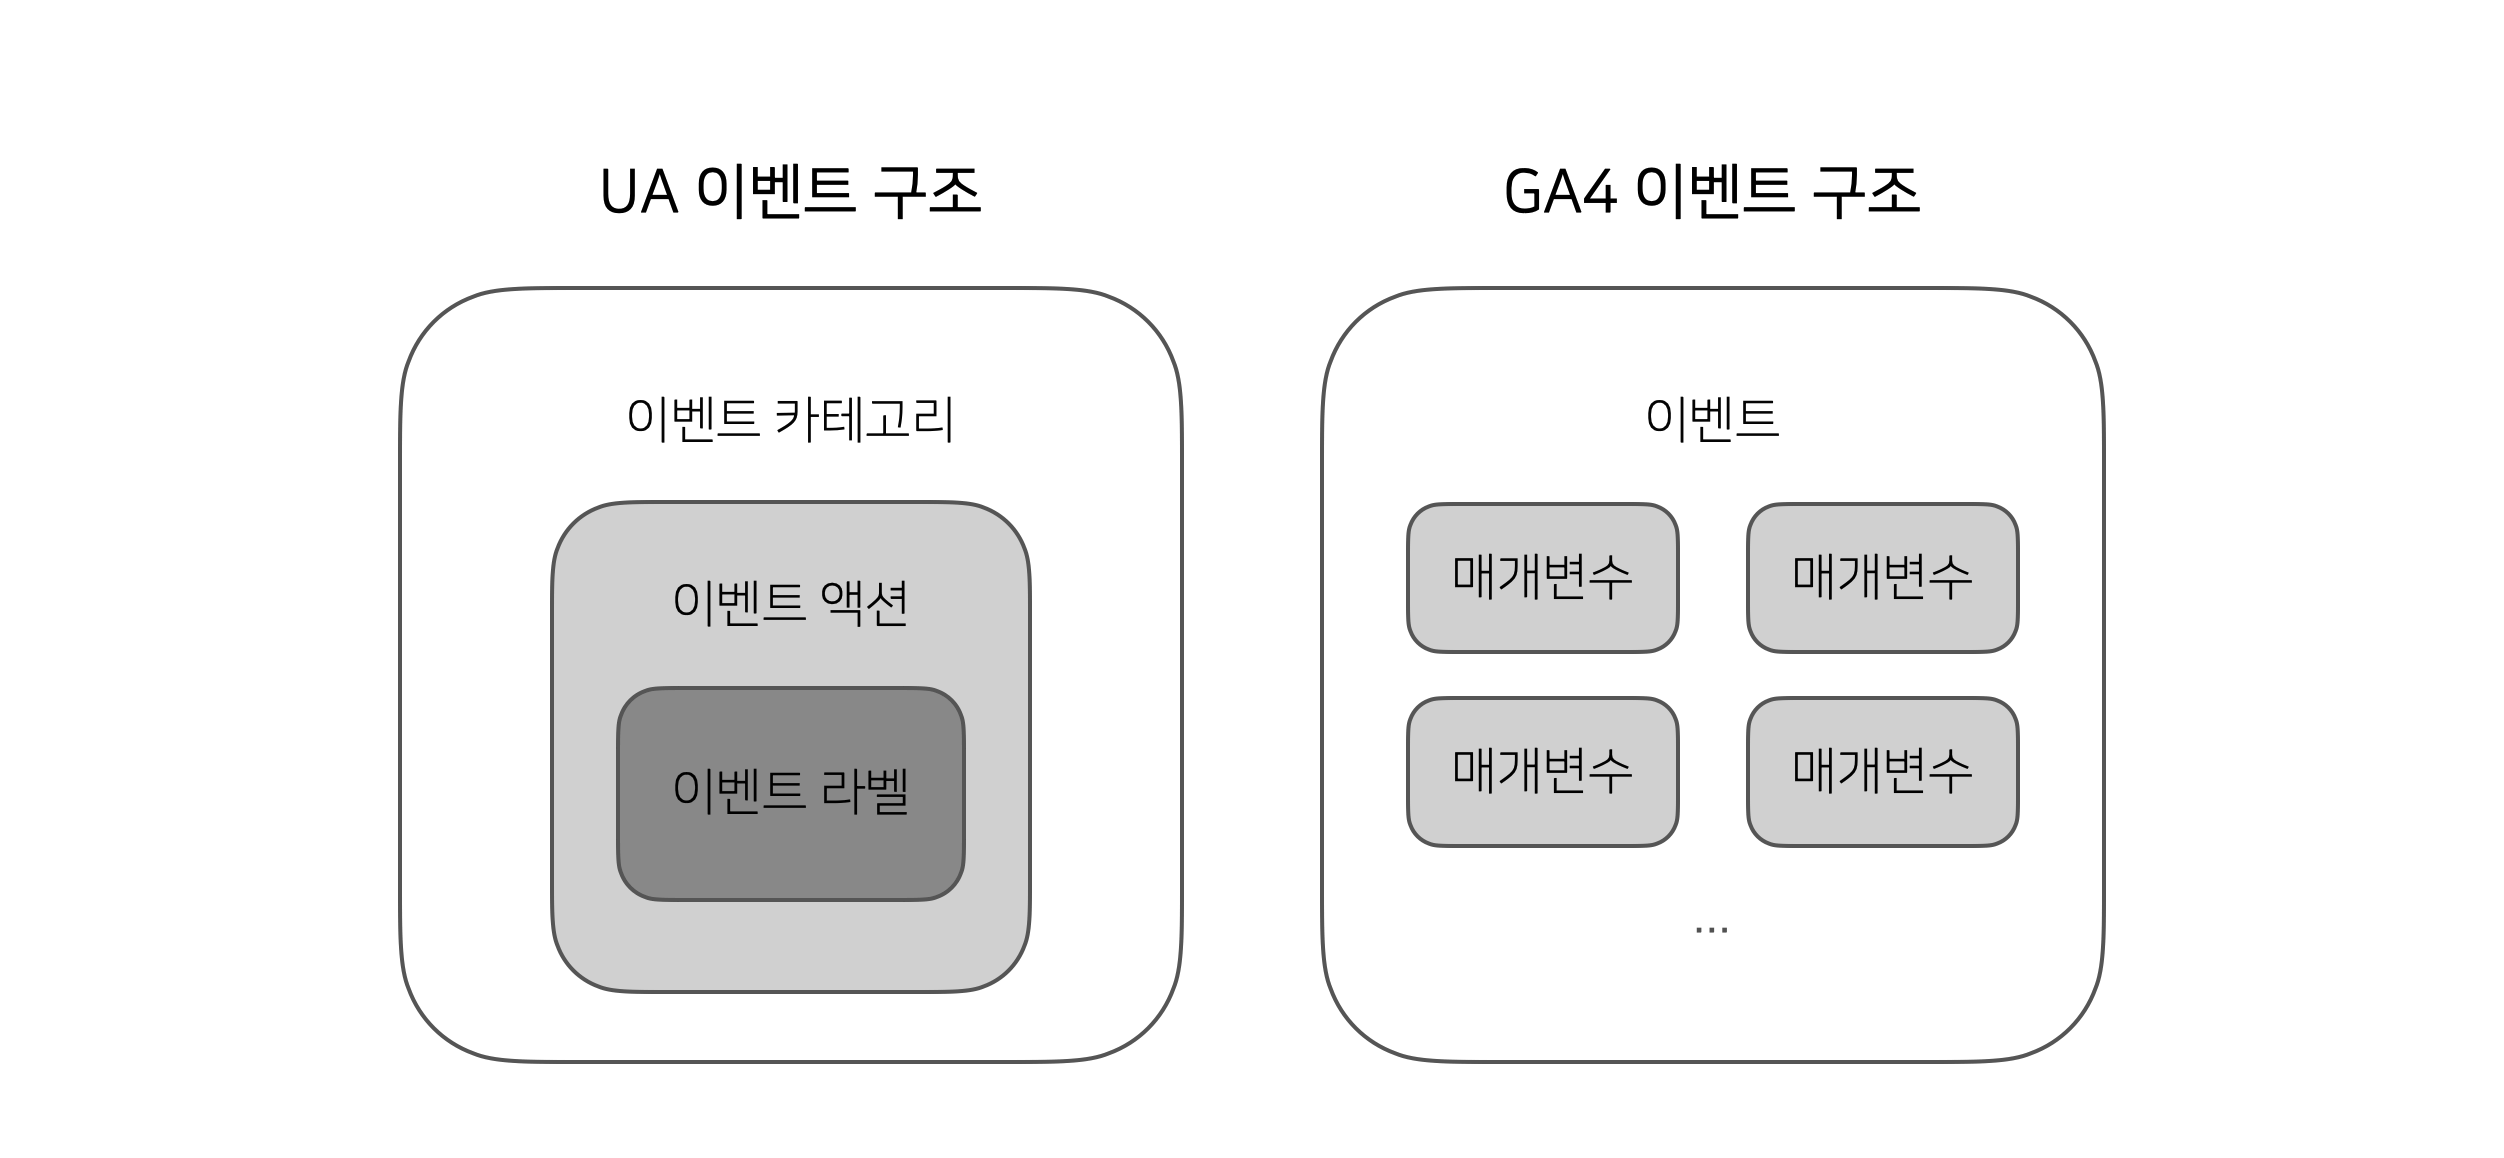 UA 이벤트 구조
이벤트 카테고리
이벤트 액션
이벤트 라벨
GA4 이벤트 구조
이벤트
매개변수 매개변수
매개변수 매개변수
...